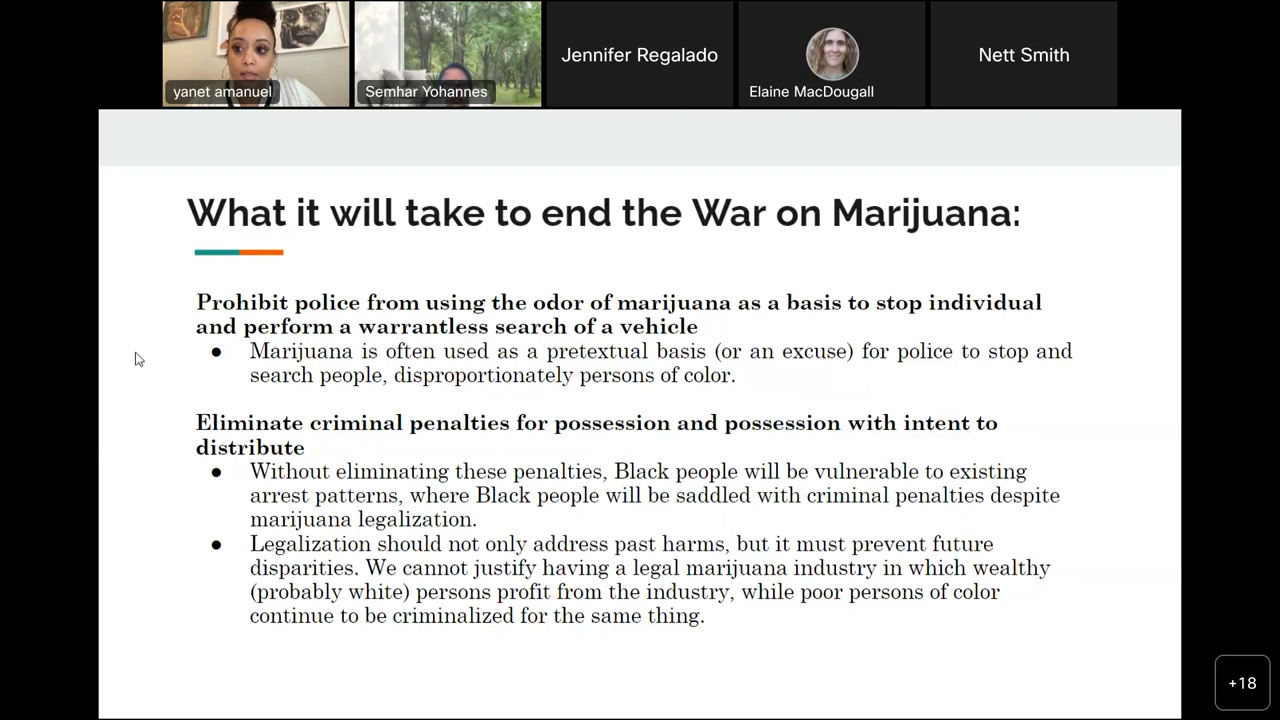 yanet amanuel
Semhar Yohannes
Jennifer Regalado
Elaine MacDougall
Nett Smith
What it will take to end the War on Marijuana:
Prohibit police from using the odor of marijuana as a basis to stop individual
and perform a warrantless search of a vehicle
● Marijuana is often used as a pretextual basis (or an excuse) for police to stop and
search people, disproportionately persons of color.
Eliminate criminal penalties for possession and possession with intent to
distribute
● Without eliminating these penalties, Black people will be vulnerable to existing
arrest patterns, where Black people will be saddled with criminal penalties despite
marijuana legalization.
● Legalization should not only address past harms, but it must prevent future
disparities. We cannot justify having a legal marijuana industry in which wealthy
(probably white) persons profit from the industry, while poor persons of color
continue to be criminalized for the same thing.
+18